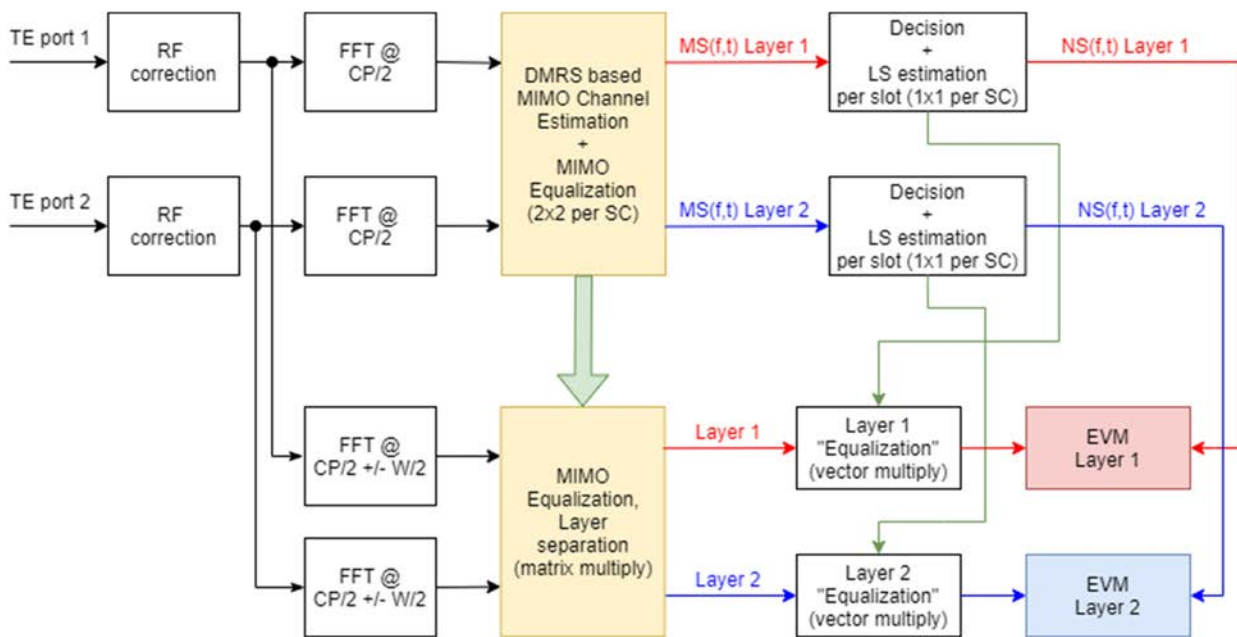 TE port 1
RF
correction
FFT @
CP/2
DMRS based
MIMO Channel
Estimation
+
MIMO
Equalization
(2x2 per SC)
MS(f,t) Layer 1
Decision
+
LS estimation
per slot (1x1 per SC)
NS(f,t) Layer 1
TE port 2
RF
correction
FFT @
CP/2
MS(f,t) Layer 2
Decision
+
LS estimation
per slot (1x1 per SC)
NS(f,t) Layer 2
FFT @
CP/2 +/- W/2
MIMO
Equalization,
Layer
separation
(matrix multiply)
Layer 1
Layer 1
"Equalization"
(vector multiply)
EVM
Layer 1
FFT @
CP/2 +/- W/2
Layer 2
Layer 2
"Equalization"
(vector multiply)
EVM
Layer 2